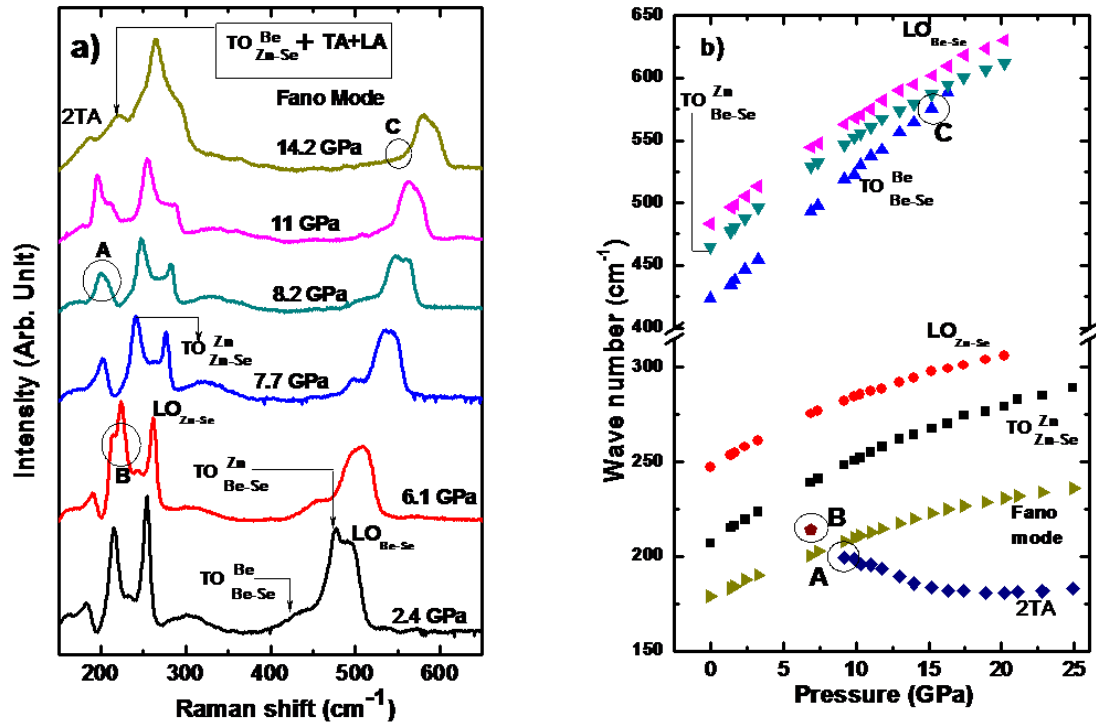 a)
TO Be Zn-Se + TA+LA
2TA
Fano Mode
C
14.2 GPa
11 GPa
A
8.2 GPa
TO Zn Zn-Se
7.7 GPa
LO Zn-Se
B
TO Zn Be-Se
6.1 GPa
LO Be-Se
TO Be Be-Se
2.4 GPa
Intensity (Arb. Unit)
200 300 400 500 600
Raman shift (cm-1)
b)
LO Be-Se
TO Zn Be-Se
C
TO Be Be-Se
LO Zn-Se
TO Zn Zn-Se
B
Fano
mode
A
2TA
Wave number (cm-1)
650
600
550
500
450
400
300
250
200
150
0 5 10 15 20 25
Pressure (GPa)